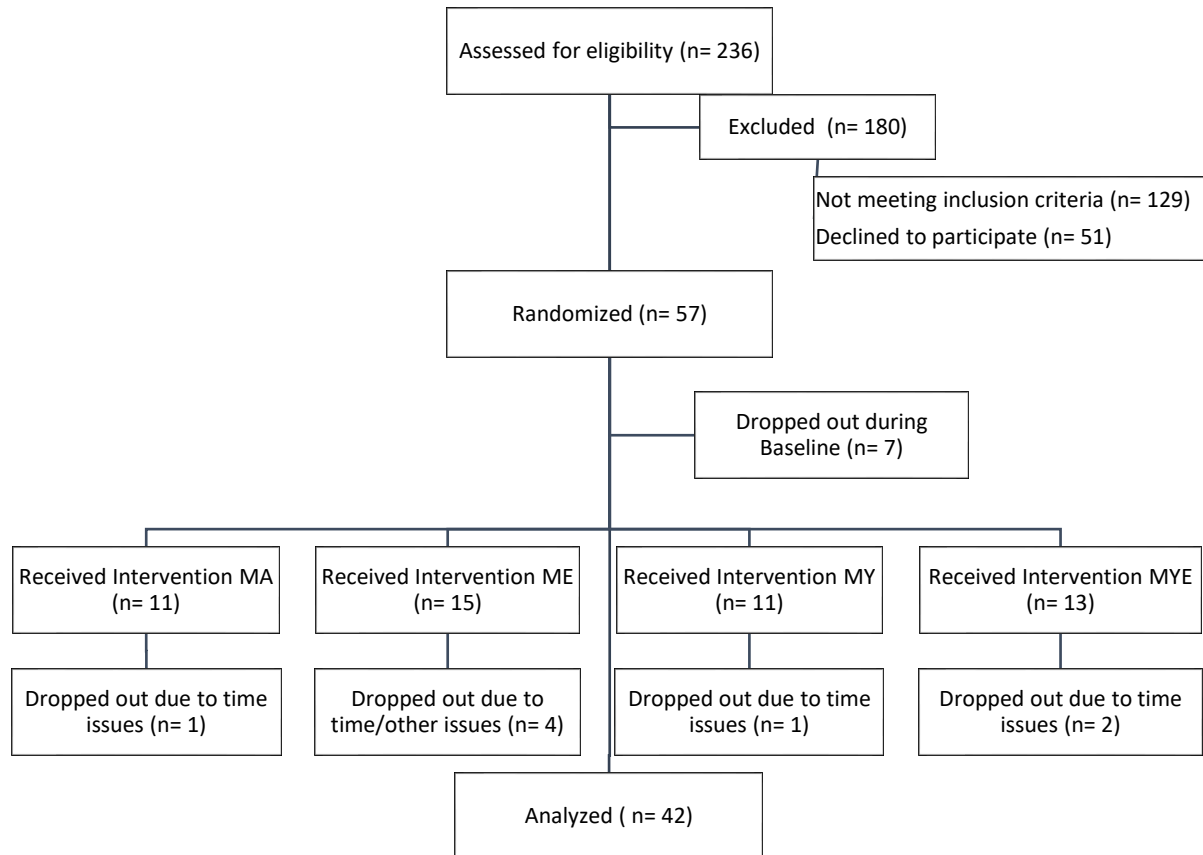 Assessed for eligibility (n= 236)
Excluded  (n= 180)
Not meeting inclusion criteria (n= 129)
Declined to participate (n= 51)
Randomized (n= 57)
Dropped out during
Baseline (n= 7)
Received Intervention MA
(n= 11)
Received Intervention ME
(n= 15)
Received Intervention MY
(n= 11)
Received Intervention MYE
(n= 13)
Dropped out due to time
issues (n= 1)
Dropped out due to
time/other issues (n= 4)
Dropped out due to time
issues (n= 1)
Dropped out due to time
issues (n= 2)
Analyzed ( n= 42)